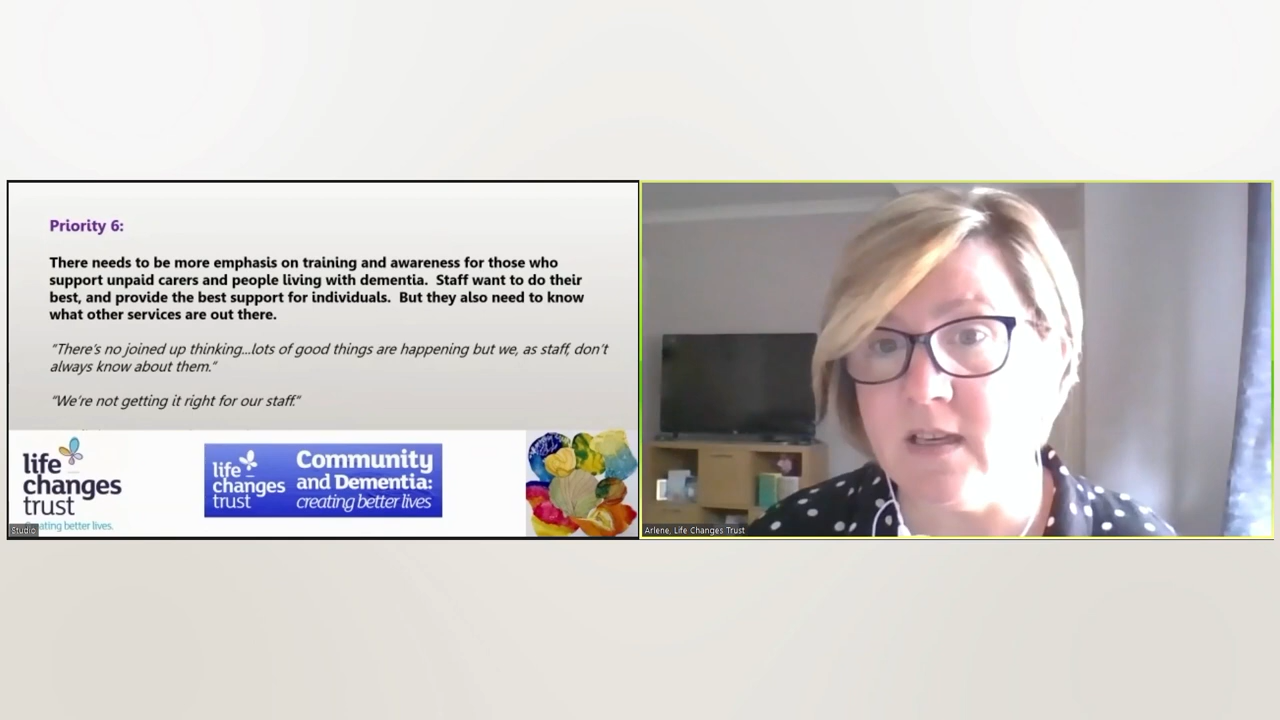 Priority 6:
There needs to be more emphasis on training and awareness for those who
support unpaid carers and people living with dementia.  Staff want to do their
best, and provide the best support for individuals.  But they also need to know
what other services are out there.
“There’s no joined up thinking...lots of good things are happening but we, as staff, don’t
always know about them.”
“We’re not getting it right for our staff.”
life
changes
trust
ating better lives.
Studio
life
changes
trust
Community
and Dementia:
creating better lives
Arlene, Life Changes Trust